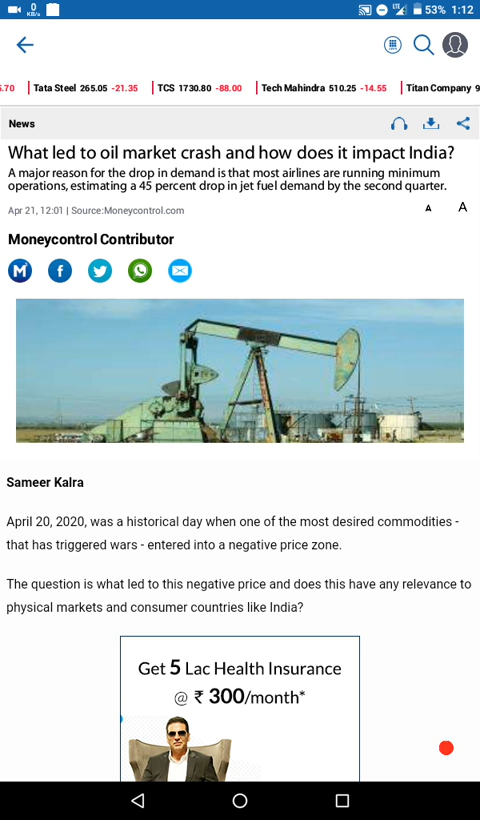 0
KB/s
LTE
53% 1:12
5.70 Tata Steel 265.05 -21.35 TCS 1730.80 -88.00 Tech Mahindra 510.25 -14.55 Titan Company 9
News
What led to oil market crash and how does it impact India?
A major reason for the drop in demand is that most airlines are running minimum
operations, estimating a 45 percent drop in jet fuel demand by the second quarter.
Apr 21, 12:01 | Source:Moneycontrol.com
A A
Moneycontrol Contributor
M f
Sameer Kalra
April 20, 2020, was a historical day when one of the most desired commodities -
that has triggered wars - entered into a negative price zone.
The question is what led to this negative price and does this have any relevance to
physical markets and consumer countries like India?
Get 5 Lac Health Insurance
@ ₹ 300/month*